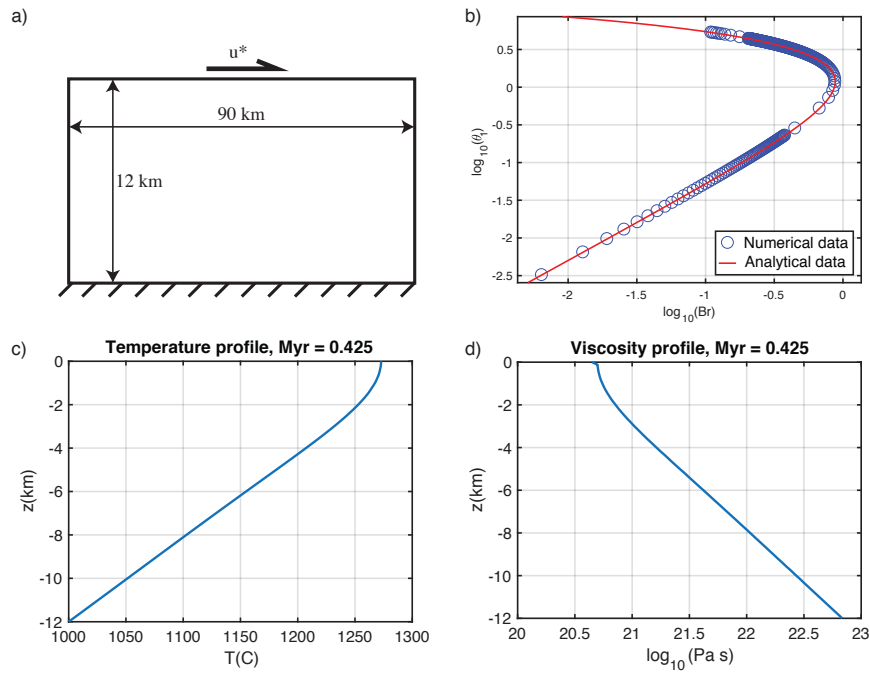 a)
u*
90 km
12 km
b)
log10(θt)
0.5
0
-0.5
-1
-1.5
-2
-2.5
-2
-1.5
-1
-0.5
0
log10(Br)
Numerical data
Analytical data
c)
Temperature profile, Myr = 0.425
z(km)
0
-2
-4
-6
-8
-10
-12
1000
1050
1100
1150
1200
1250
1300
T(C)
d)
Viscosity profile, Myr = 0.425
z(km)
0
-2
-4
-6
-8
-10
-12
20
20.5
21
21.5
22
22.5
23
log10(Pa s)